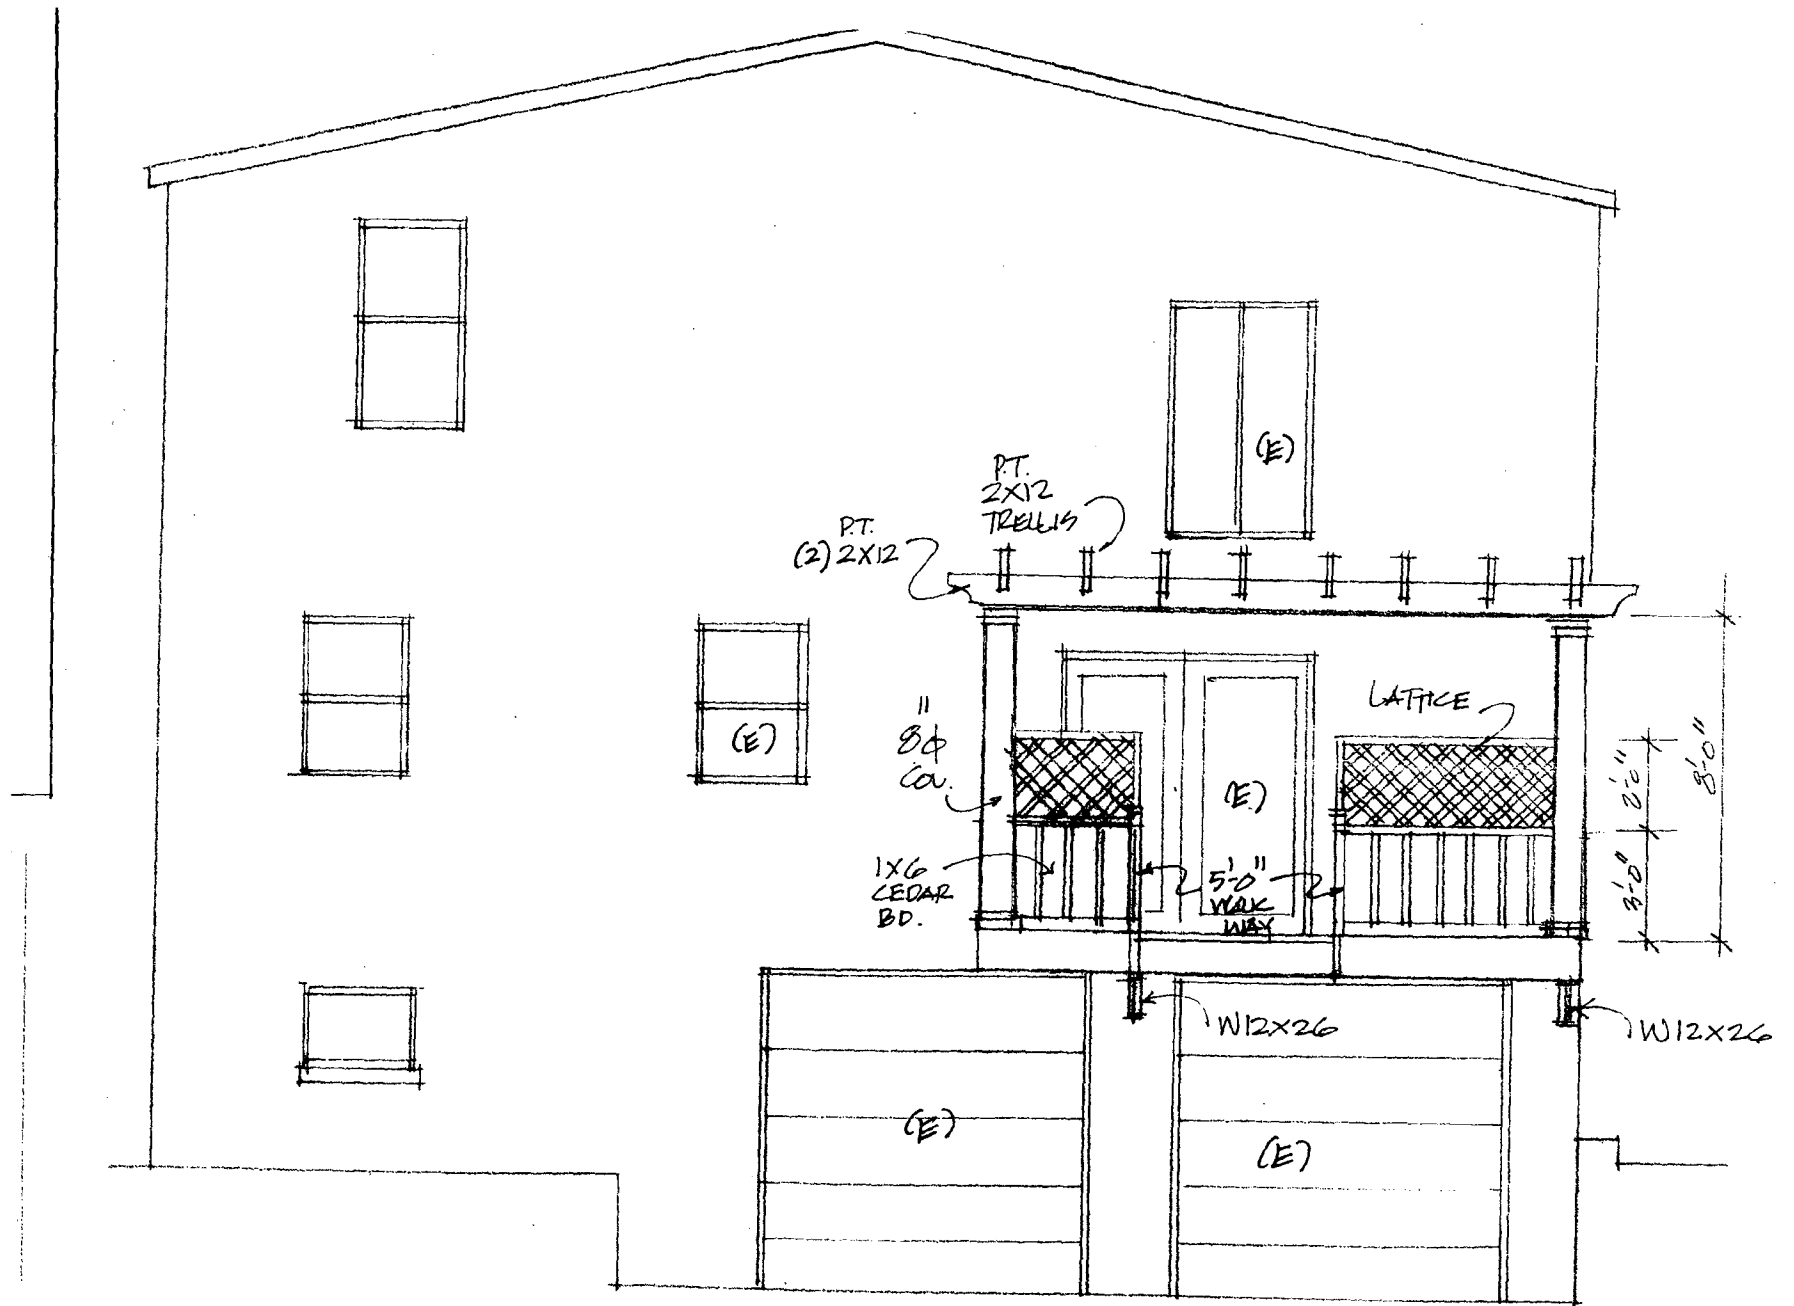 (E)
P.T.
2X12
TRELLIS
P.T.
(2) 2X12
LATTICE
8"ϕ
COL.
(E)
(E)
2'-0"
8'-0"
1X6
CEDAR
BD.
5'-0"
WALK
WAY
3'-0"
W12X26
W12X26
(E)
(E)